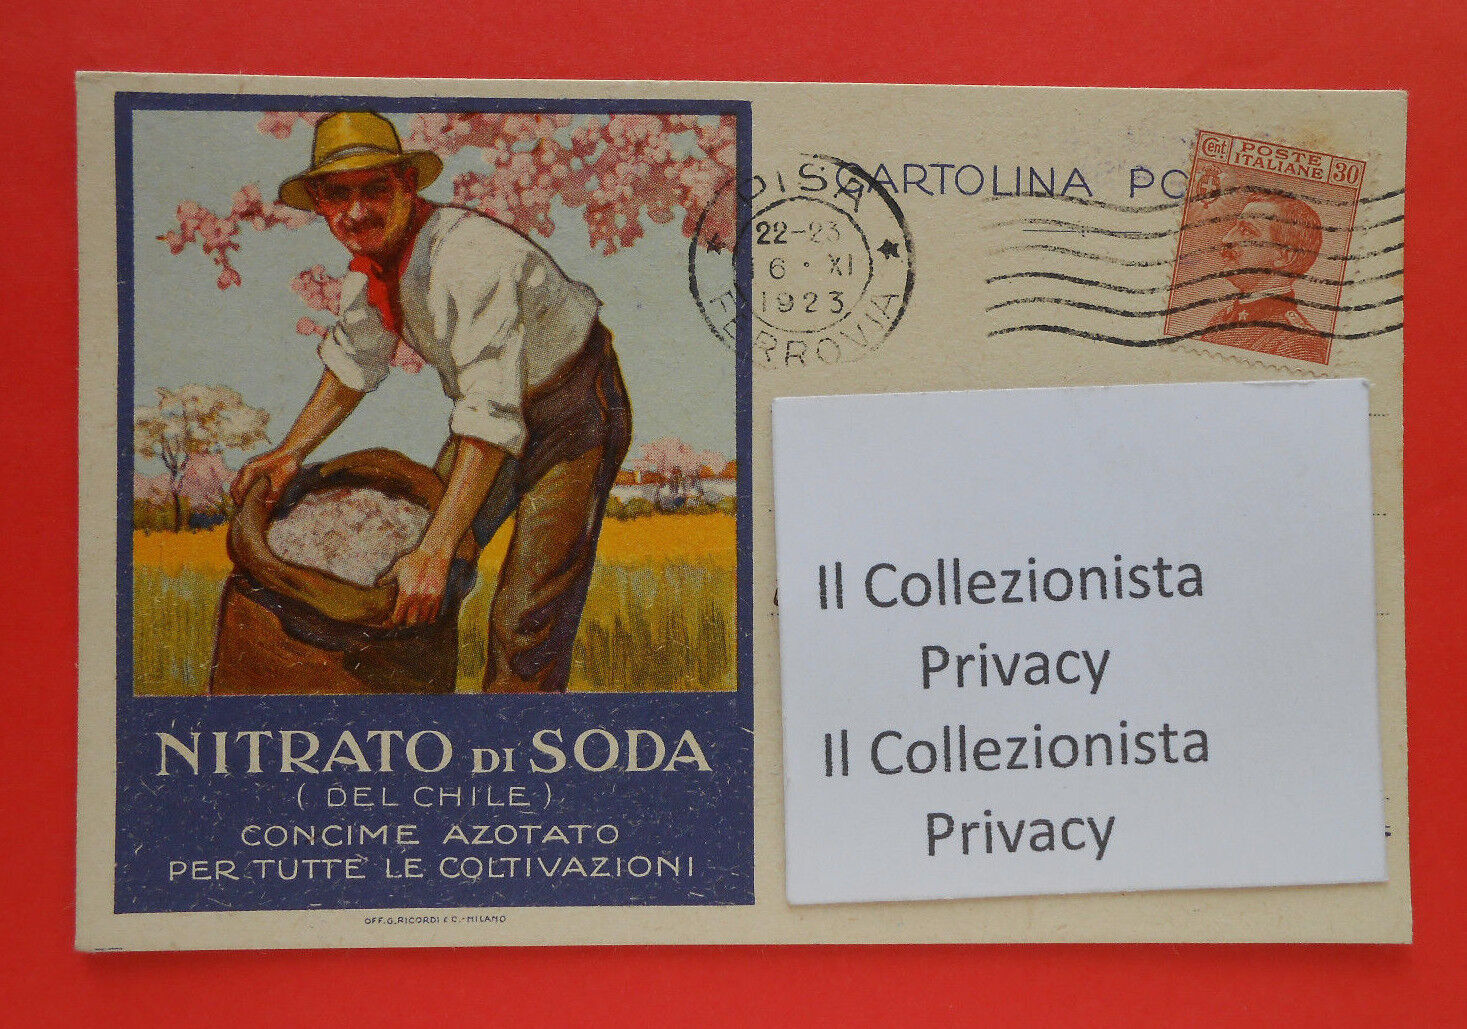 CARTOLINA PO
Cent. POSTE ITALIANE 30
PISA
22-23
6 · XI
1923
FERROVIA
NITRATO DI SODA
(DEL CHILE)
CONCIME AZOTATO
PER TUTTE LE COLTIVAZIONI
OFF. G. RICORDI & C.-MILANO
Il Collezionista
Privacy
Il Collezionista
Privacy